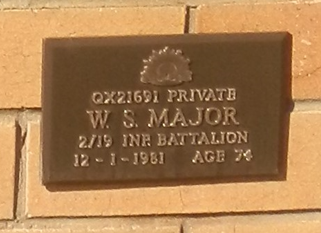 QX21691 PRIVATE
W. S. MAJOR
2/19 INF. BATTALION
12 - 1 - 1981 AGE 74